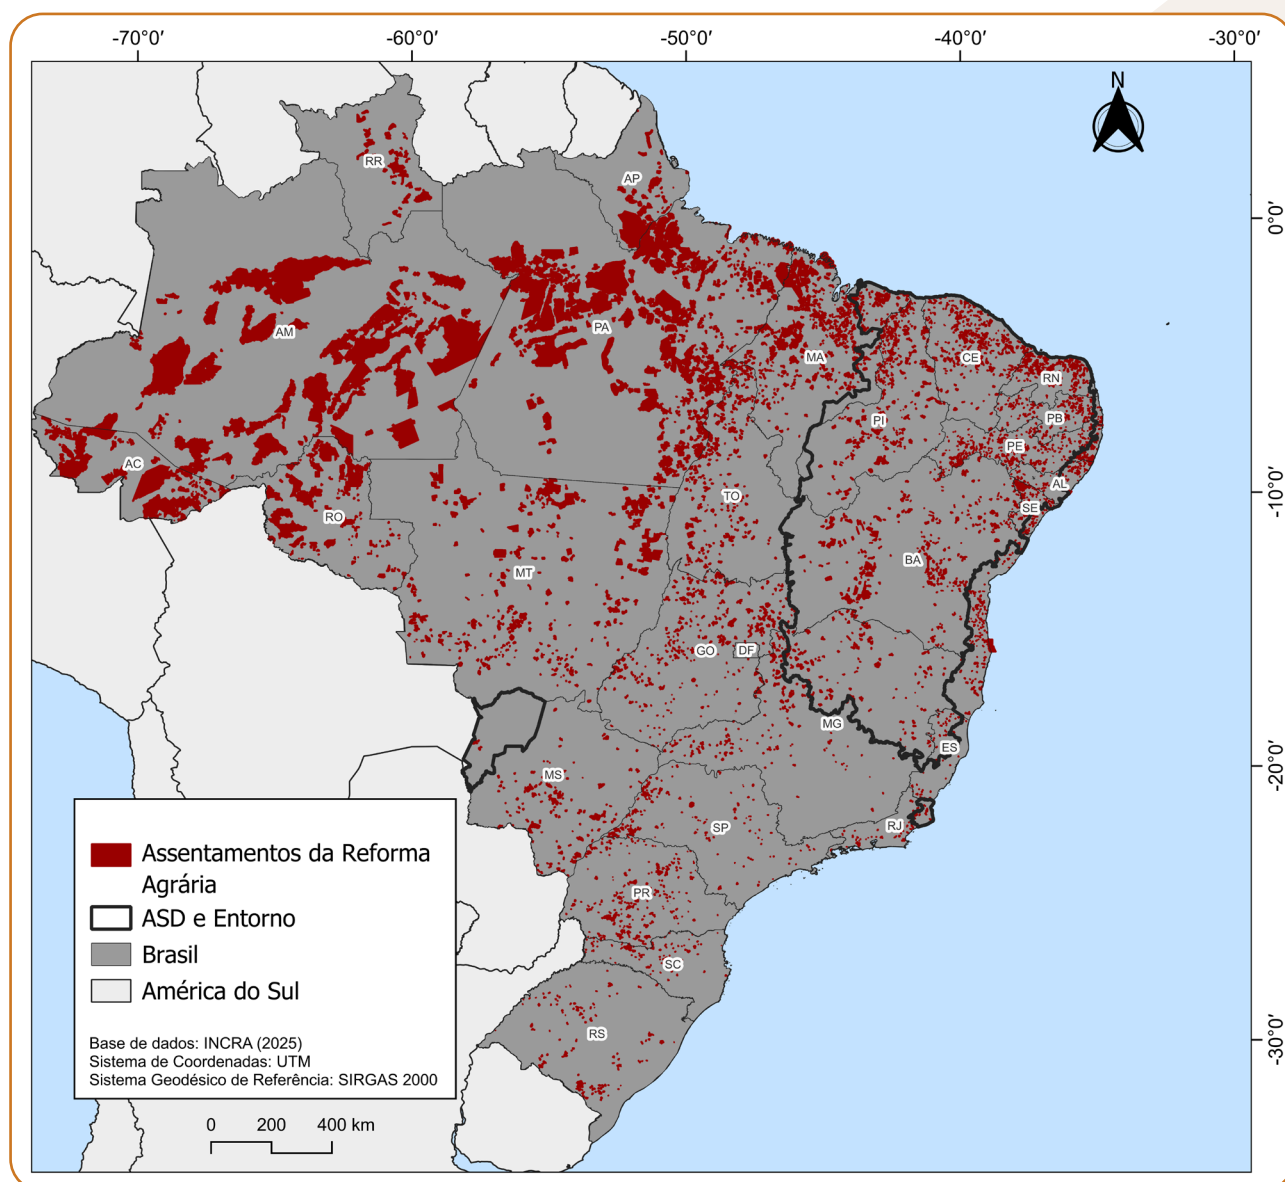 -70°0′ -60°0′ -50°0′ -40°0′ -30°0′
N
RR
AP
0°0′
AM
PA
MA
CE
RN
PI
PB
PE
AC
AL
TO
-10°0′
SE
RO
BA
MT
GO
DF
MG
ES
-20°0′
MS
RJ
SP
PR
SC
RS
-30°0′
Assentamentos da Reforma
Agrária
ASD e Entorno
Brasil
América do Sul
Base de dados: INCRA (2025)
Sistema de Coordenadas: UTM
Sistema Geodésico de Referência: SIRGAS 2000
0 200 400 km